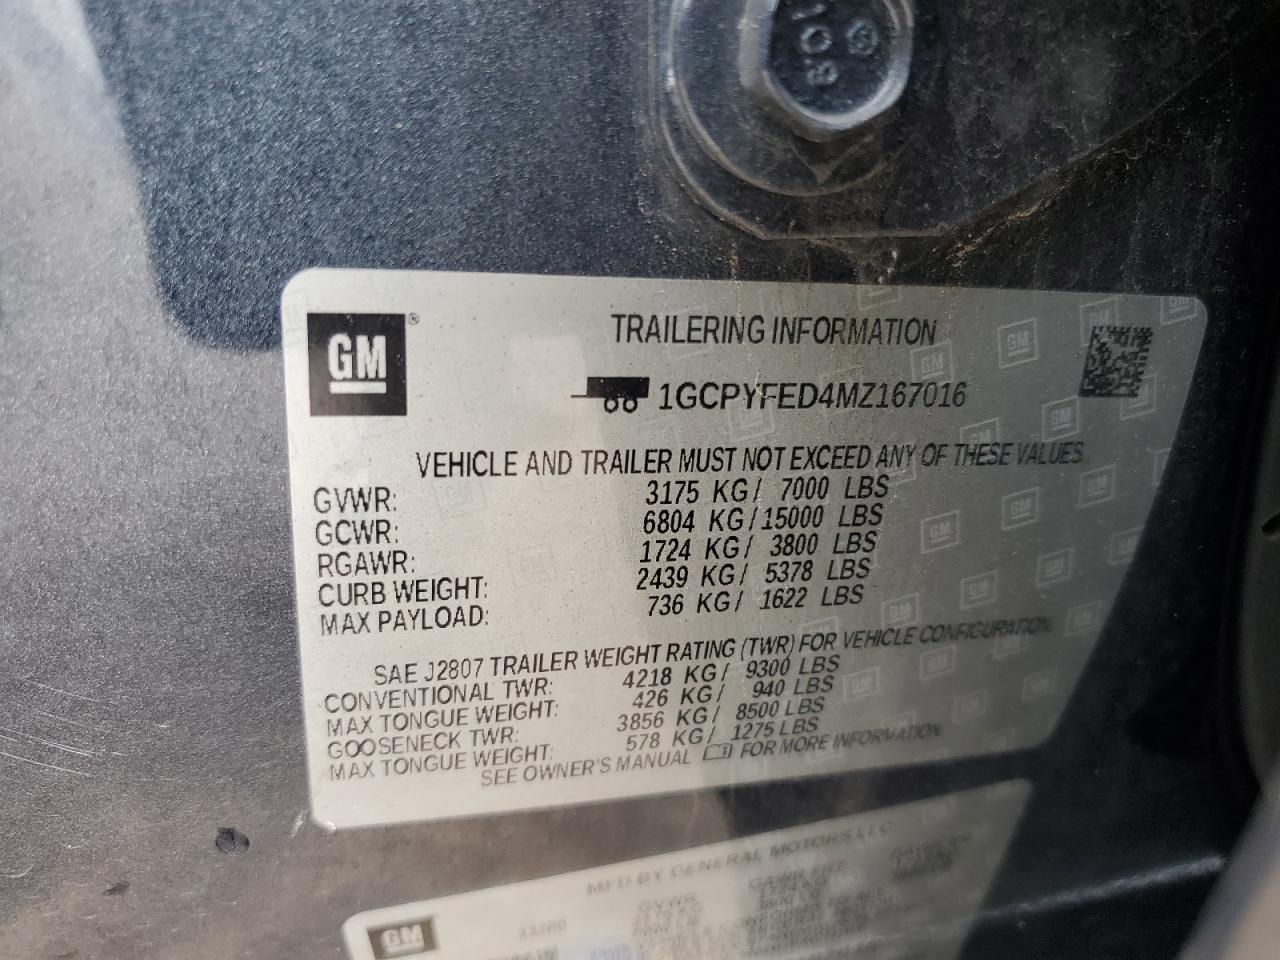 10.8
GM®
TRAILERING INFORMATION
1GCPYFED4MZ167016
VEHICLE AND TRAILER MUST NOT EXCEED ANY OF THESE VALUES
GVWR: 3175 KG/ 7000 LBS
GCWR: 6804 KG/15000 LBS
RGAWR: 1724 KG/ 3800 LBS
CURB WEIGHT: 2439 KG/ 5378 LBS
MAX PAYLOAD: 736 KG/ 1622 LBS
SAE J2807 TRAILER WEIGHT RATING (TWR) FOR VEHICLE CONFIGURATION
CONVENTIONAL TWR: 4218 KG/ 9300 LBS
MAX TONGUE WEIGHT: 426 KG/ 940 LBS
GOOSENECK TWR: 3856 KG/ 8500 LBS
MAX TONGUE WEIGHT: 578 KG/ 1275 LBS
SEE OWNER'S MANUAL FOR MORE INFORMATION
MFD BY GENERAL MOTORS LLC
GVWR
GM